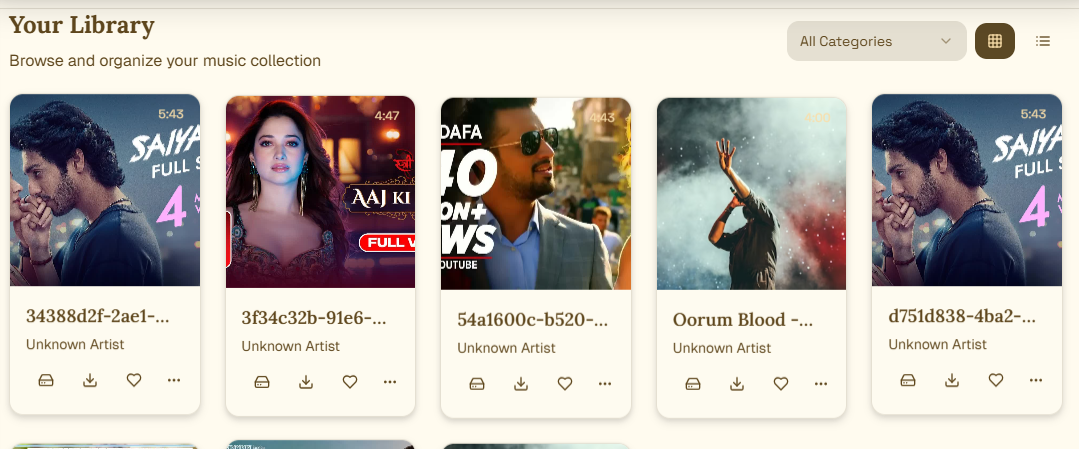 Your Library
Browse and organize your music collection
All Categories
5:43
SAIYA
FULL S
4
34388d2f-2ae1-...
Unknown Artist
4:47
स्त्री
AAJ KI
FULL V
3f34c32b-91e6-...
Unknown Artist
4:43
DAFA
40
ON+
WS
OUTUBE
54a1600c-b520-...
Unknown Artist
Oorum Blood -...
Unknown Artist
5:43
SAIYA
FULL S
4
d751d838-4ba2-...
Unknown Artist